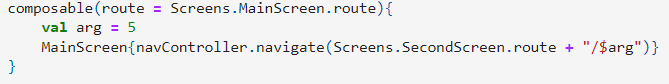 composable(route = Screens.MainScreen.route){
    val arg = 5
    MainScreen{navController.navigate(Screens.SecondScreen.route + "/$arg")}
}